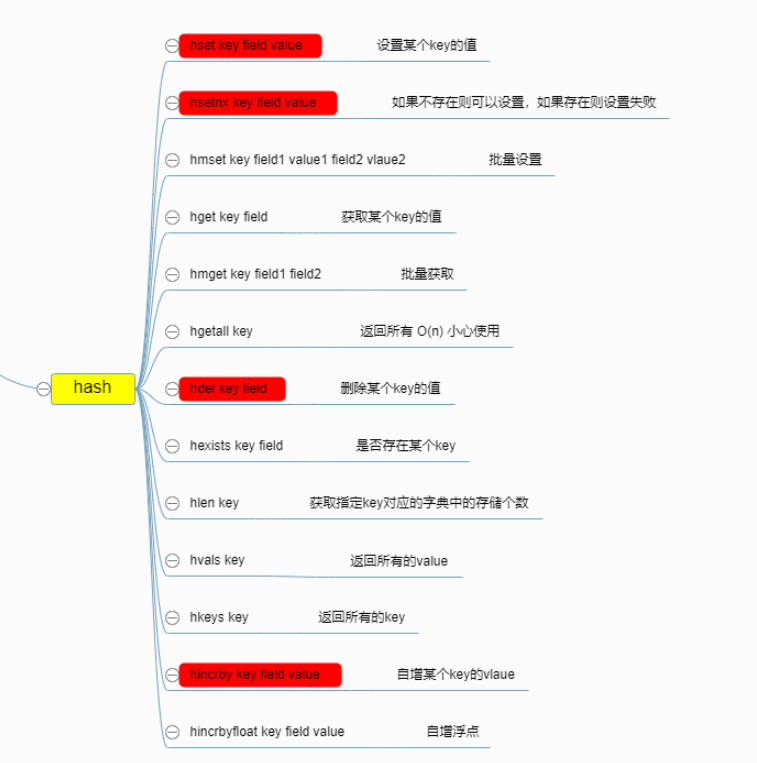 hset key field value 设置某个key的值
hsetnx key field value 如果不存在则可以设置，如果存在则设置失败
hmset key field1 value1 field2 vlaue2 批量设置
hget key field 获取某个key的值
hmget key field1 field2 批量获取
hgetall key 返回所有 O(n) 小心使用
hash
hdel key field 删除某个key的值
hexists key field 是否存在某个key
hlen key 获取指定key对应的字典中的存储个数
hvals key 返回所有的value
hkeys key 返回所有的key
hincrby key field value 自增某个key的vlaue
hincrbyfloat key field value 自增浮点